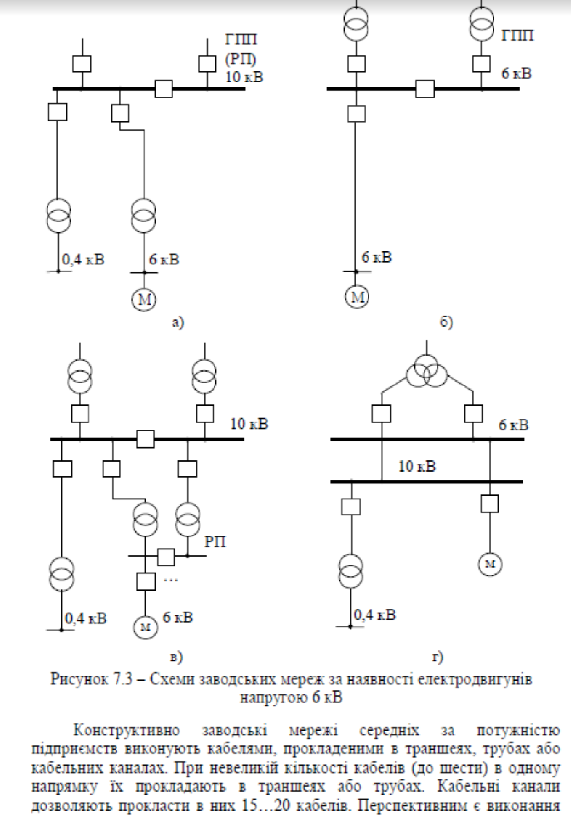 ГПП
(РП)
10 кВ
0,4 кВ
6 кВ
М
а)
ГПП
6 кВ
6 кВ
М
б)
10 кВ
РП
...
0,4 кВ
6 кВ
М
в)
6 кВ
10 кВ
М
0,4 кВ
г)
Рисунок 7.3 – Схеми заводських мереж за наявності електродвигунів
напругою 6 кВ
Конструктивно заводські мережі середніх за потужністю
підприємств виконують кабелями, прокладеними в траншеях, трубах або
кабельних каналах. При невеликій кількості кабелів (до шести) в одному
напрямку їх прокладають в траншеях або трубах. Кабельні канали
дозволяють прокласти в них 15…20 кабелів. Перспективним є виконання